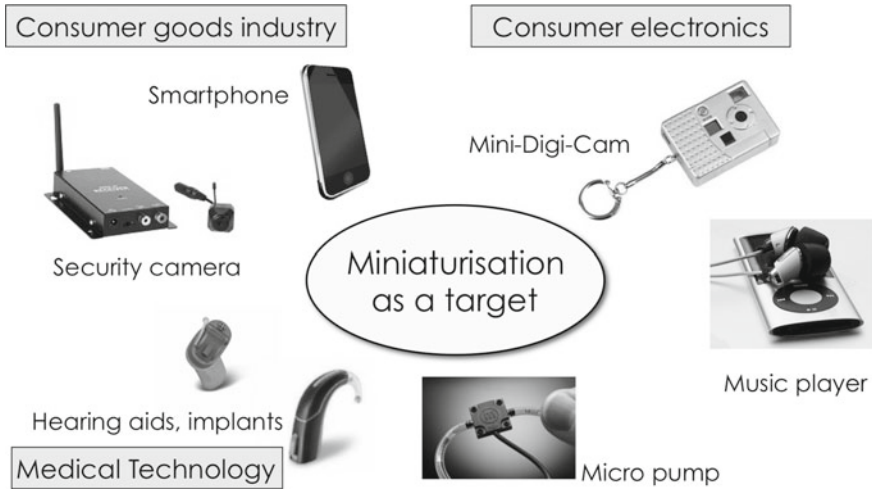 Consumer goods industry
Consumer electronics
Smartphone
Mini-Digi-Cam
Security camera
Miniaturisation
as a target
Music player
Hearing aids, implants
Medical Technology
Micro pump